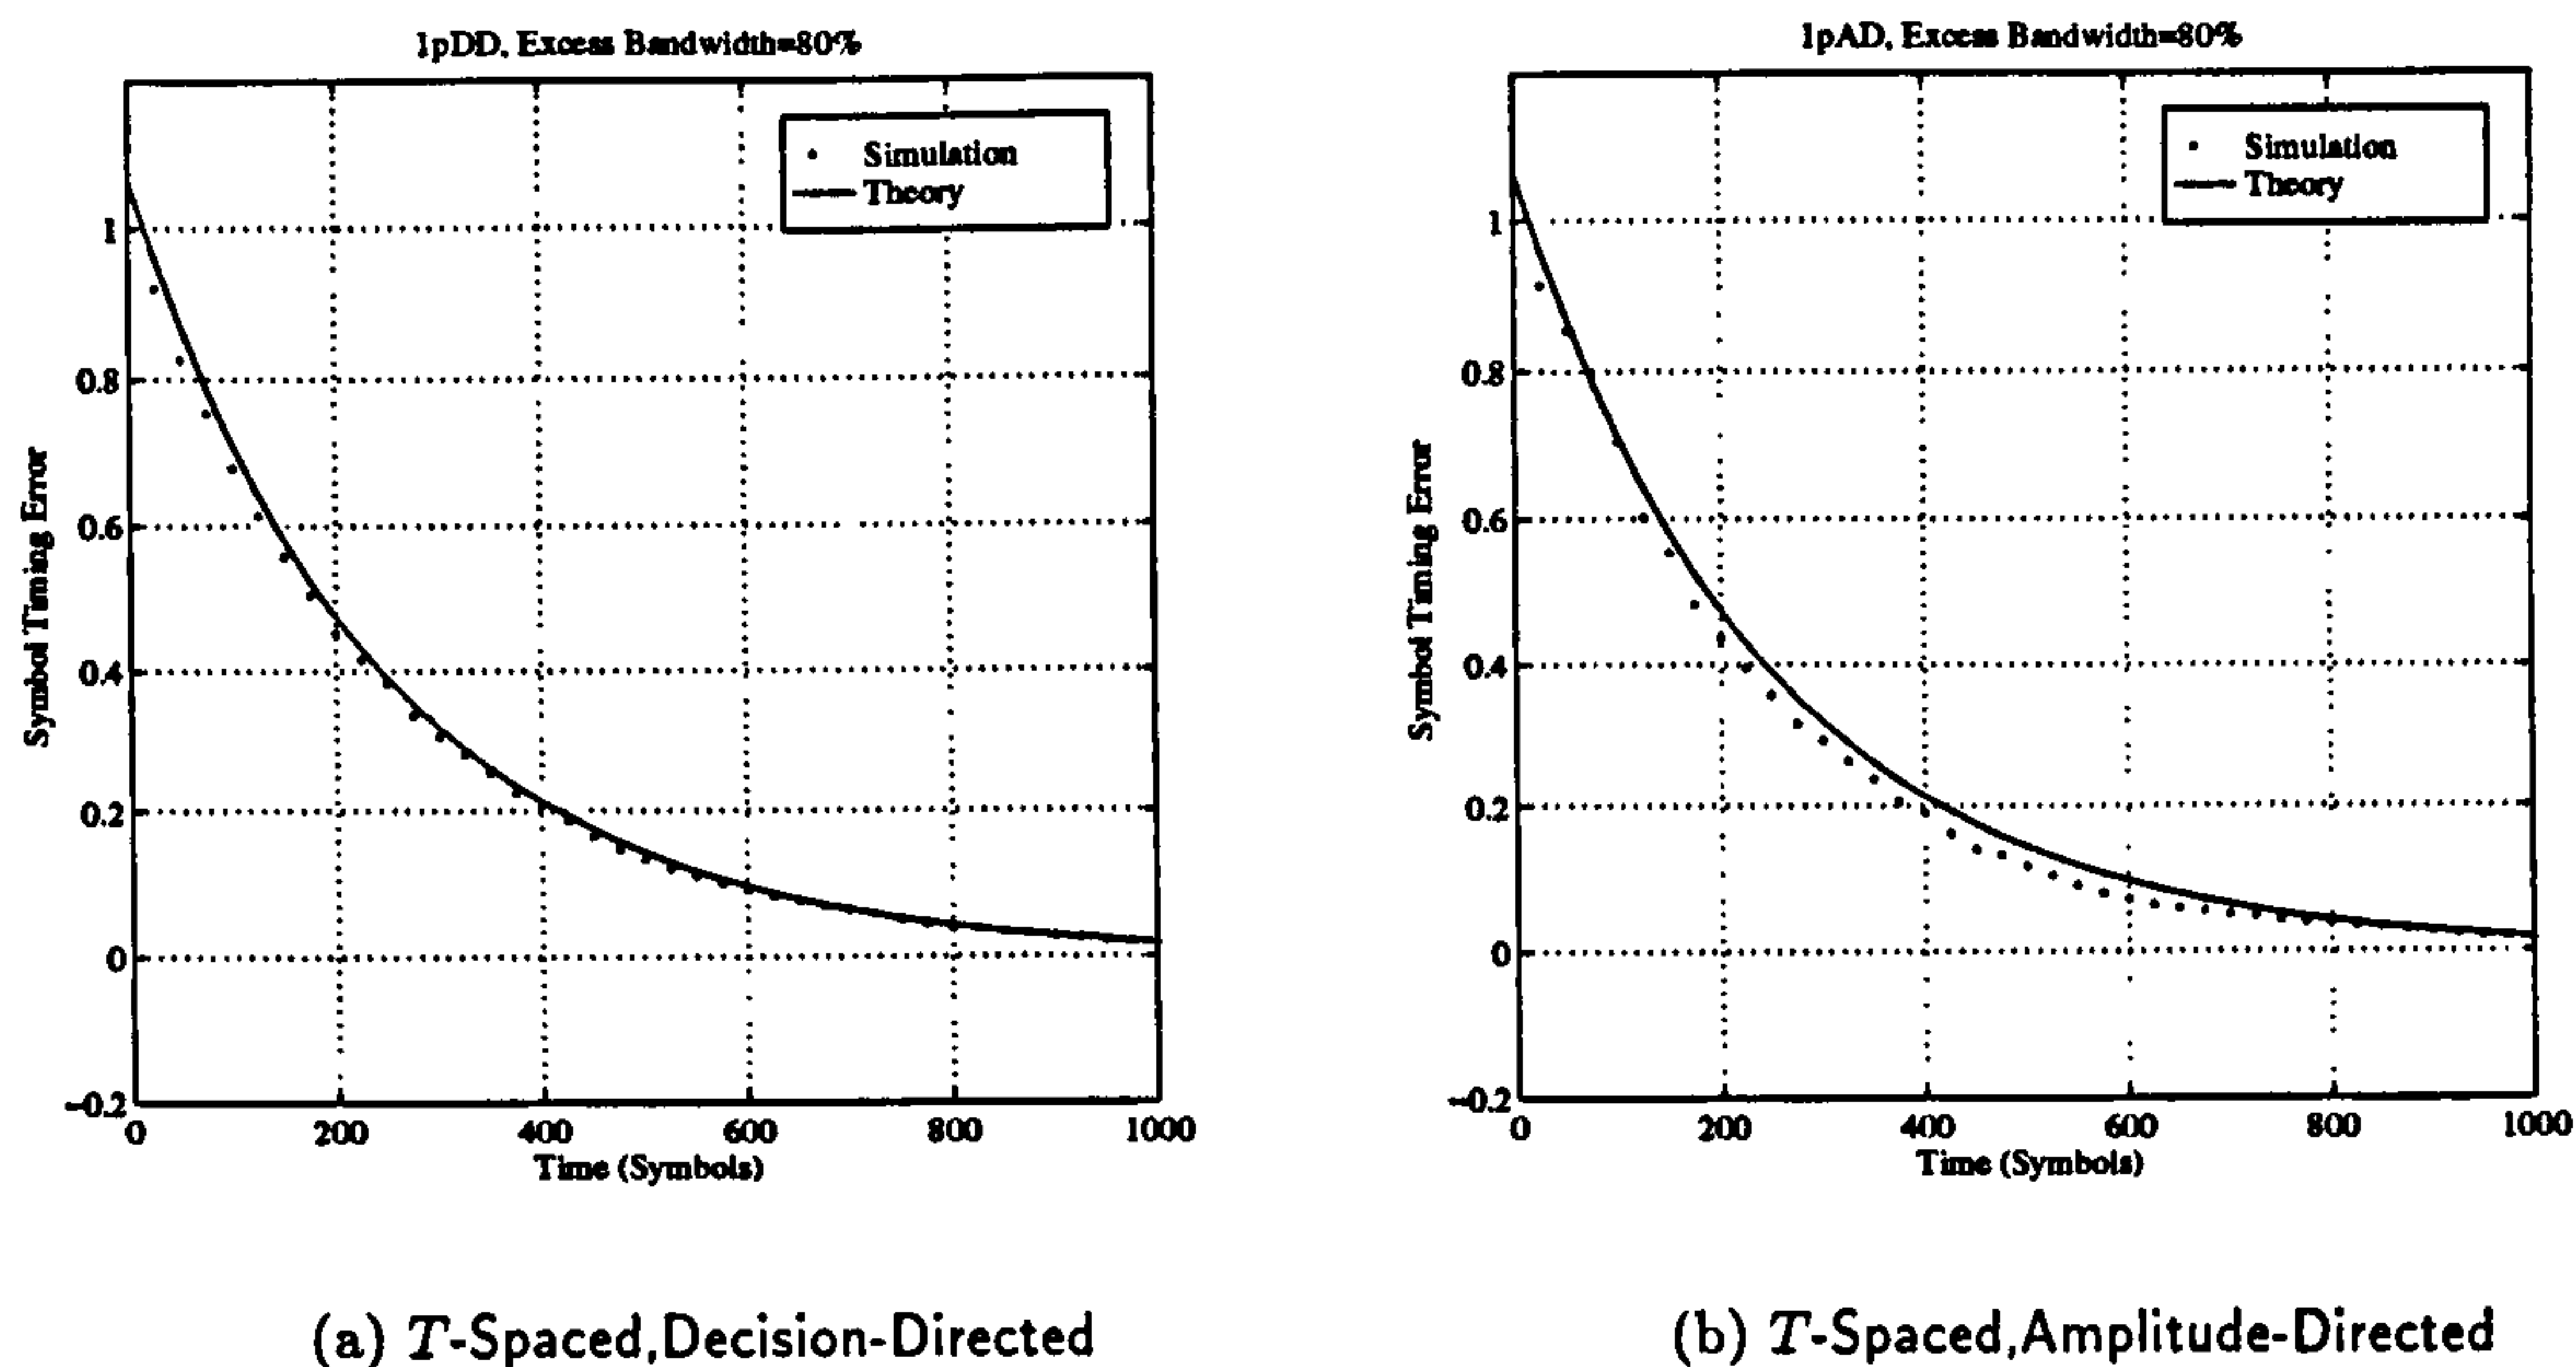 1pDD, Excess Bandwidth=80%
Simulation
Theory
1
0.8
0.6
0.4
0.2
0
-0.2
Symbol Timing Error
0 200 400 600 800 1000
Time (Symbols)
(a) T-Spaced,Decision-Directed
1pAD, Excess Bandwidth=80%
Simulation
Theory
1
0.8
0.6
0.4
0.2
0
-0.2
Symbol Timing Error
0 200 400 600 800 1000
Time (Symbols)
(b) T-Spaced,Amplitude-Directed